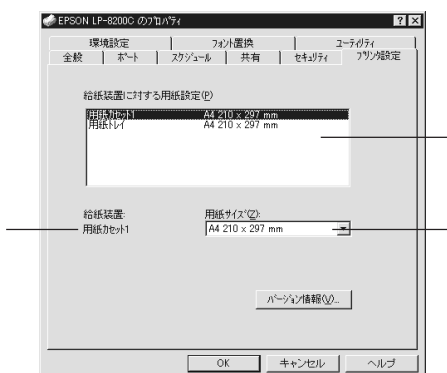 EPSON LP-8200C のプロパティ
環境設定 フォント置換 ユーティリティ
全般 ポート スケジュール 共有 セキュリティ プリンタ設定
給紙装置に対する用紙設定(P)
用紙カセット1 A4 210 x 297 mm
用紙トレイ A4 210 x 297 mm
給紙装置: 用紙サイズ(Z):
用紙カセット1 A4 210 x 297 mm
バージョン情報(V)...
OK キャンセル ヘルプ